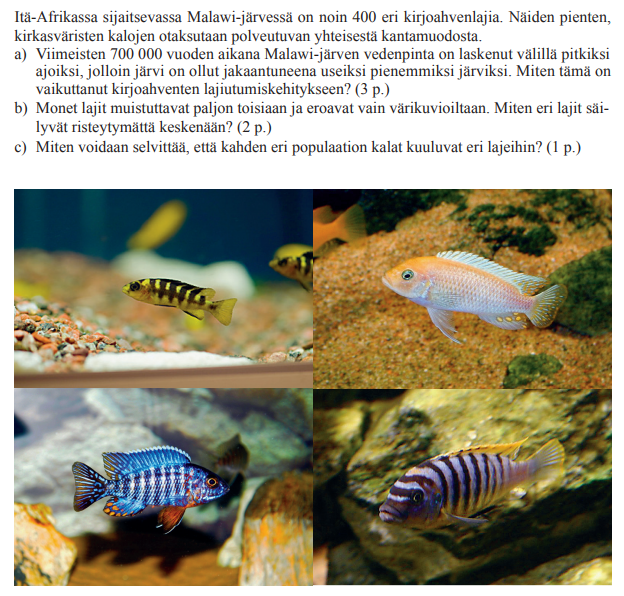 Itä-Afrikassa sijaitsevassa Malawi-järvessä on noin 400 eri kirjoahvenlajia. Näiden pienten,
kirkasväristen kalojen otaksutaan polveutuvan yhteisestä kantamuodosta.
a) Viimeisten 700 000 vuoden aikana Malawi-järven vedenpinta on laskenut välillä pitkiksi
ajoiksi, jolloin järvi on ollut jakaantuneena useiksi pienemmiksi järviksi. Miten tämä on
vaikuttanut kirjoahventen lajiutumiskehitykseen? (3 p.)
b) Monet lajit muistuttavat paljon toisiaan ja eroavat vain värikuvioiltaan. Miten eri lajit säi-
lyvät risteytymättä keskenään? (2 p.)
c) Miten voidaan selvittää, että kahden eri populaation kalat kuuluvat eri lajeihin? (1 p.)